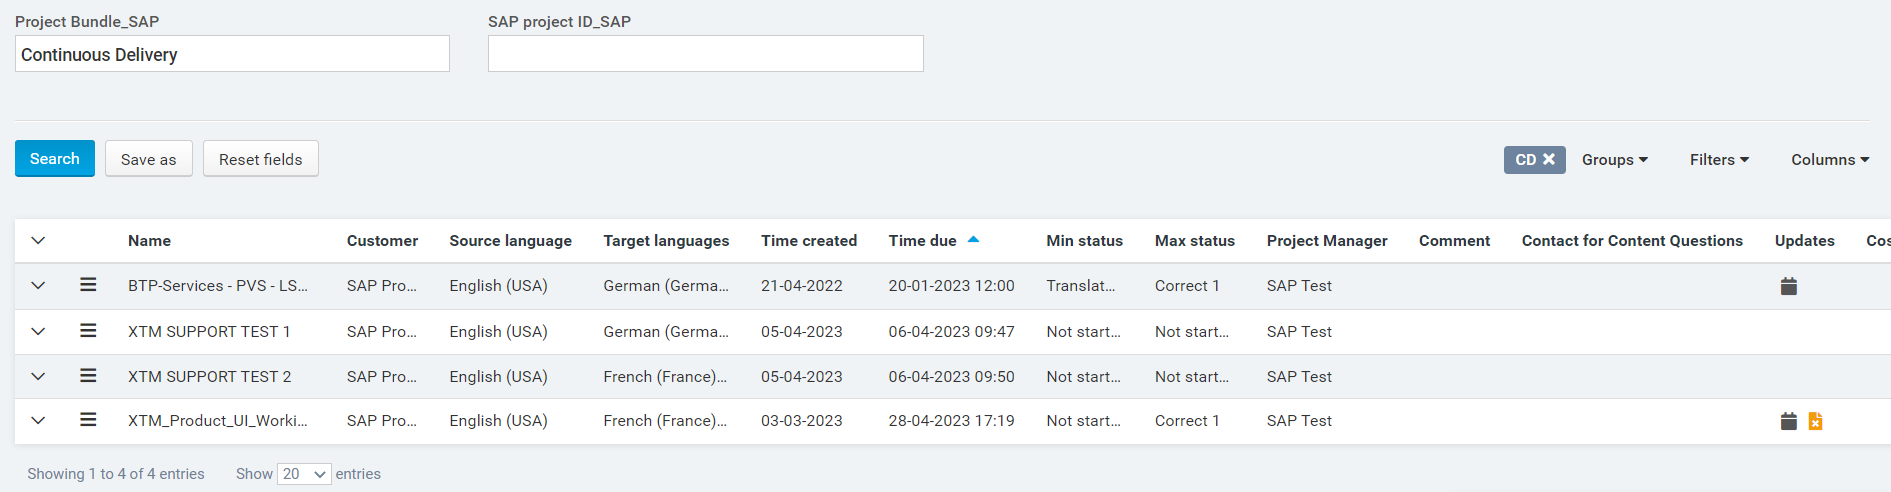 Project Bundle_SAP SAP project ID_SAP
Continuous Delivery
Search Save as Reset fields CD Groups Filters Columns
Name Customer Source language Target languages Time created Time due Min status Max status Project Manager Comment Contact for Content Questions Updates Cos
BTP-Services - PVS - LS... SAP Pro... English (USA) German (Germa... 21-04-2022 20-01-2023 12:00 Translat... Correct 1 SAP Test
XTM SUPPORT TEST 1 SAP Pro... English (USA) German (Germa... 05-04-2023 06-04-2023 09:47 Not start... Not start... SAP Test
XTM SUPPORT TEST 2 SAP Pro... English (USA) French (France)... 05-04-2023 06-04-2023 09:50 Not start... Not start... SAP Test
XTM_Product_UI_Worki... SAP Pro... English (USA) French (France)... 03-03-2023 28-04-2023 17:19 Not start... Correct 1 SAP Test
Showing 1 to 4 of 4 entries Show 20 entries